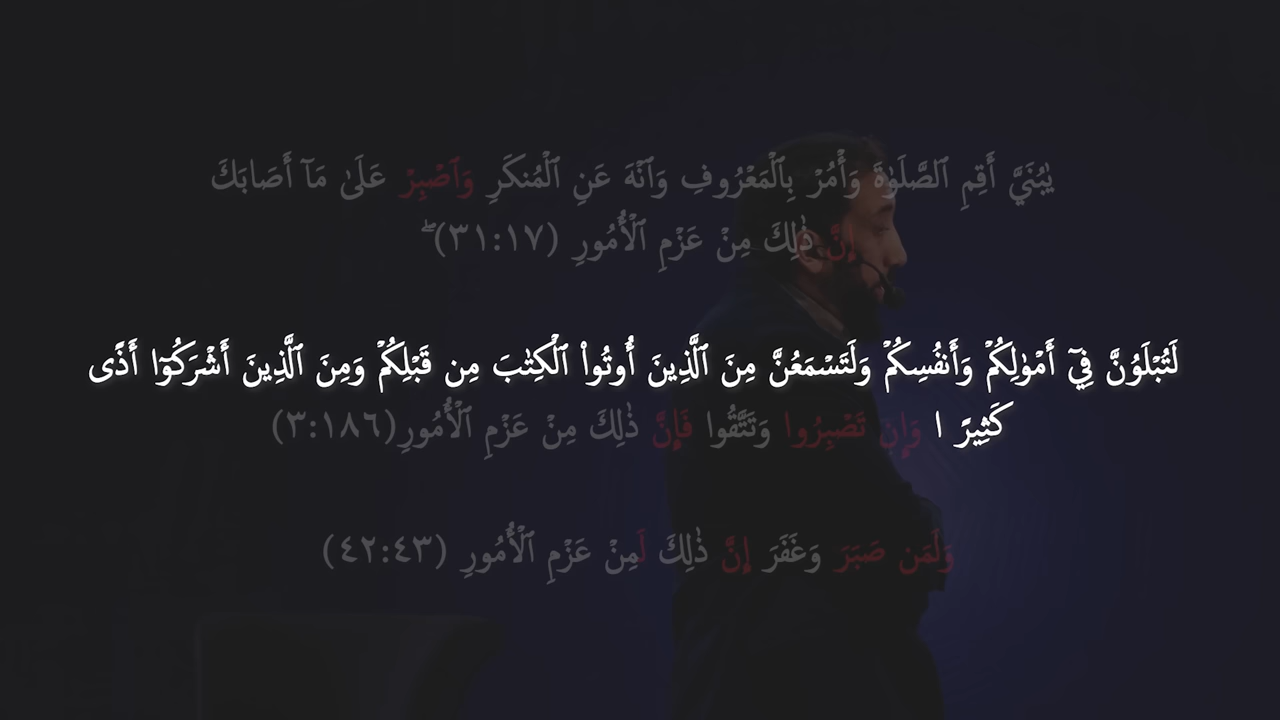 يَٰبُنَيَّ أَقِمِ ٱلصَّلَوٰةَ وَأْمُرْ بِٱلْمَعْرُوفِ وَٱنْهَ عَنِ ٱلْمُنكَرِ وَٱصْبِرْ عَلَىٰ مَآ أَصَابَكَ
إِنَّ ذَٰلِكَ مِنْ عَزْمِ ٱلْأُمُورِ (٣١:١٧)ۖ
لَتُبْلَوُنَّ فِىٓ أَمْوَٰلِكُمْ وَأَنفُسِكُمْ وَلَتَسْمَعُنَّ مِنَ ٱلَّذِينَ أُوتُوا۟ ٱلْكِتَٰبَ مِن قَبْلِكُمْ وَمِنَ ٱلَّذِينَ أَشْرَكُوٓا أَذًى
كَثِيرً ا وَإِن تَصْبِرُوا وَتَتَّقُوا فَإِنَّ ذَٰلِكَ مِنْ عَزْمِ ٱلْأُمُورِ(٣:١٨٦)
وَلَمَن صَبَرَ وَغَفَرَ إِنَّ ذَٰلِكَ لَمِنْ عَزْمِ ٱلْأُمُورِ (٤٢:٤٣)